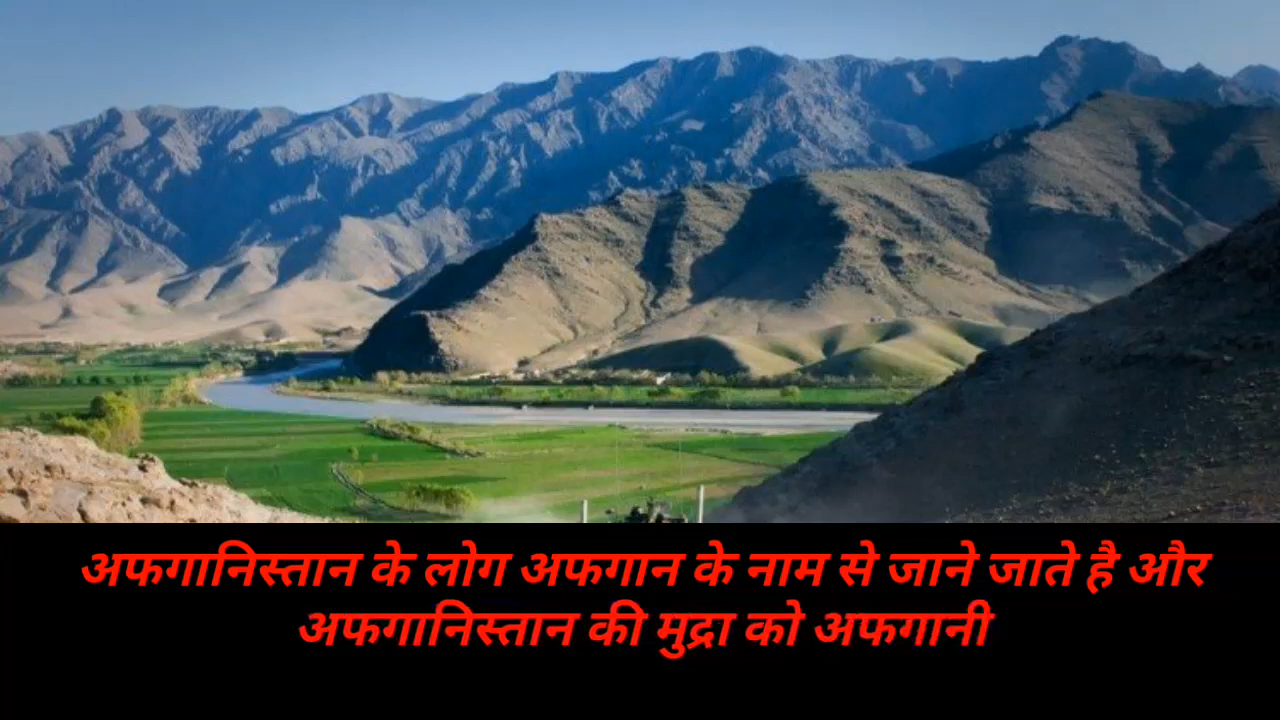 अफगानिस्तान के लोग अफगान के नाम से जाने जाते है और
अफगानिस्तान की मुद्रा को अफगानी